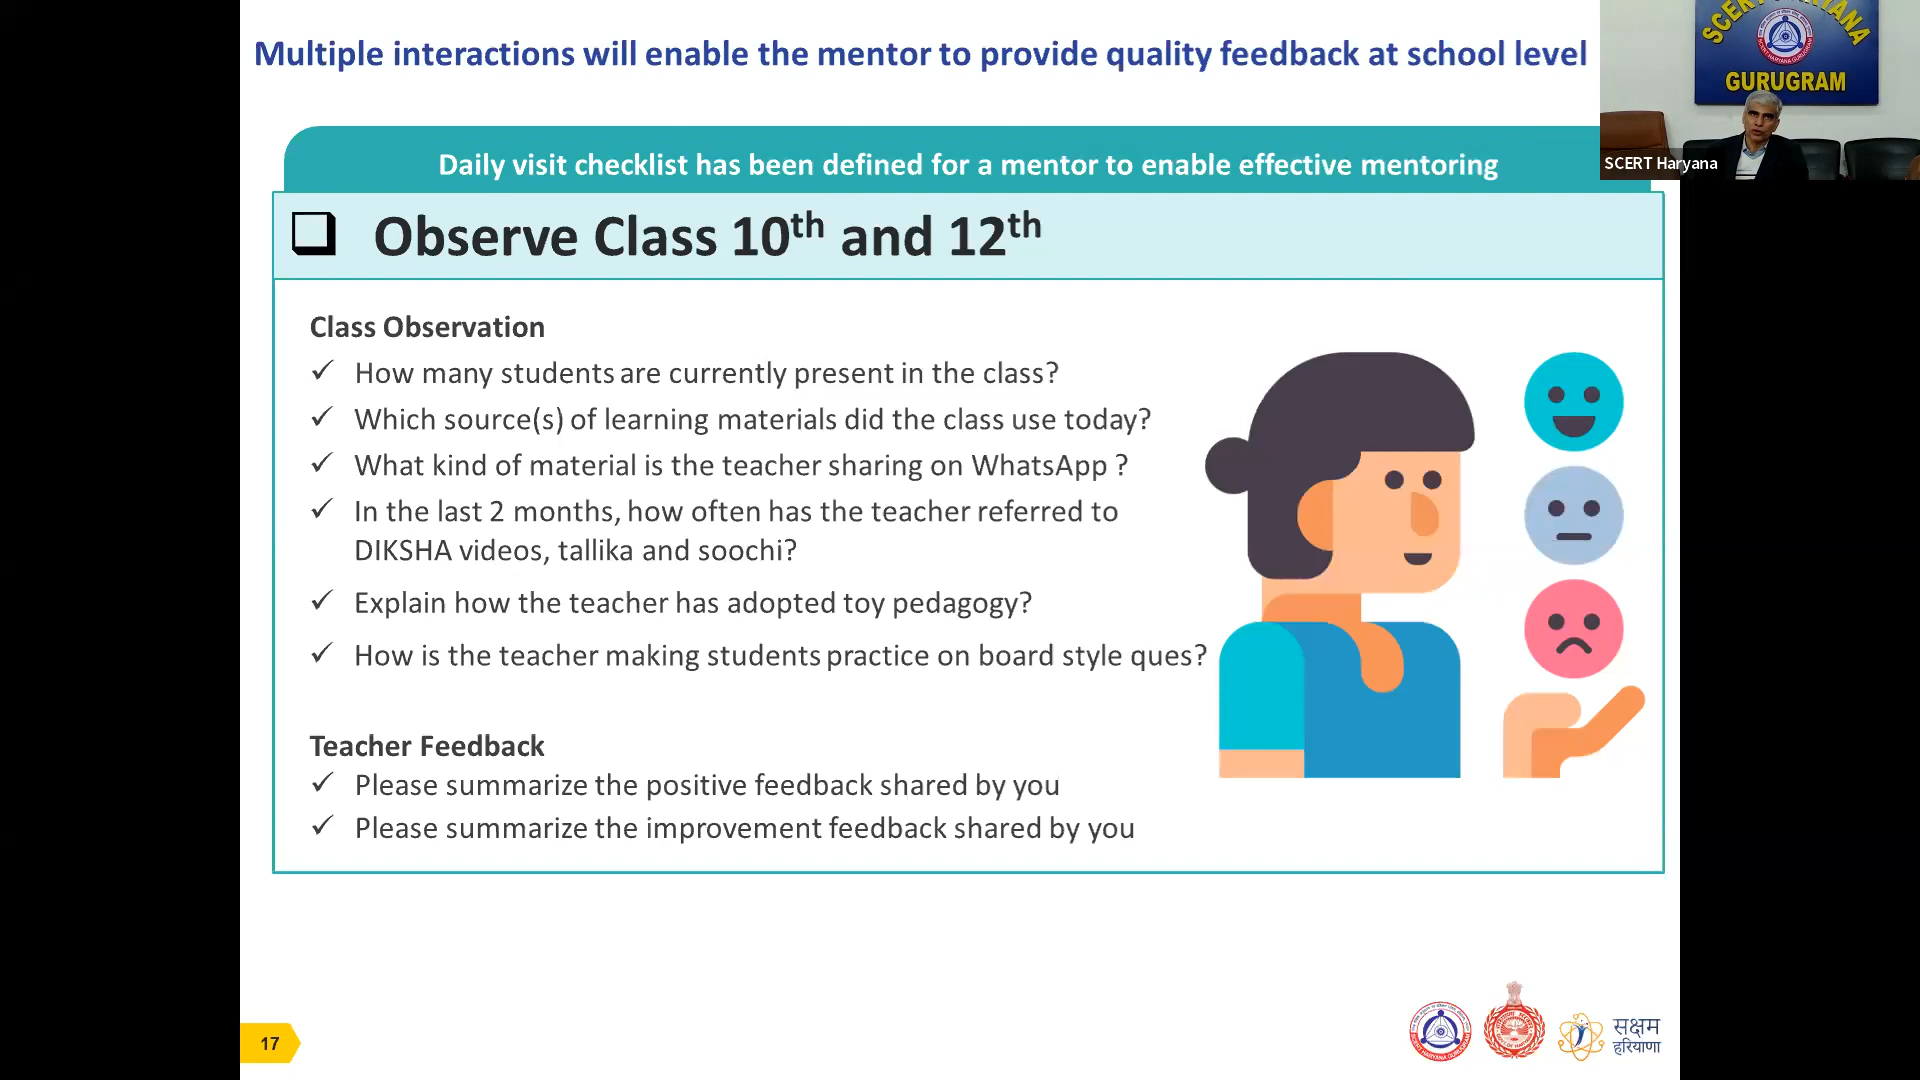 Multiple interactions will enable the mentor to provide quality feedback at school level
GURUGRAM
SCERT Haryana
Daily visit checklist has been defined for a mentor to enable effective mentoring
Observe Class 10th and 12th
Class Observation
How many students are currently present in the class?
Which source(s) of learning materials did the class use today?
What kind of material is the teacher sharing on WhatsApp ?
In the last 2 months, how often has the teacher referred to
DIKSHA videos, tallika and soochi?
Explain how the teacher has adopted toy pedagogy?
How is the teacher making students practice on board style ques?
Teacher Feedback
Please summarize the positive feedback shared by you
Please summarize the improvement feedback shared by you
17
सक्षम
हरियाणा